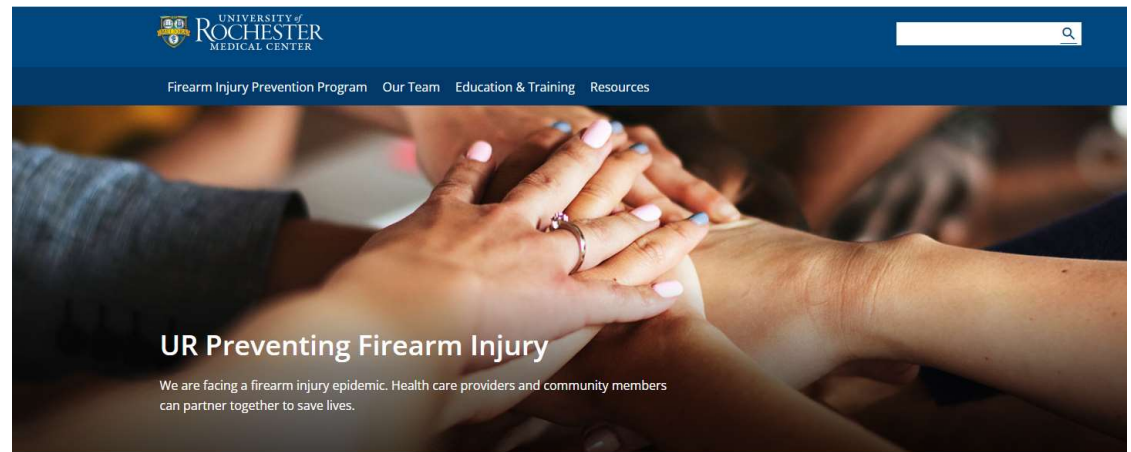 UNIVERSITY of
ROCHESTER
MEDICAL CENTER
Firearm Injury Prevention Program Our Team Education & Training Resources
UR Preventing Firearm Injury
We are facing a firearm injury epidemic. Health care providers and community members
can partner together to save lives.